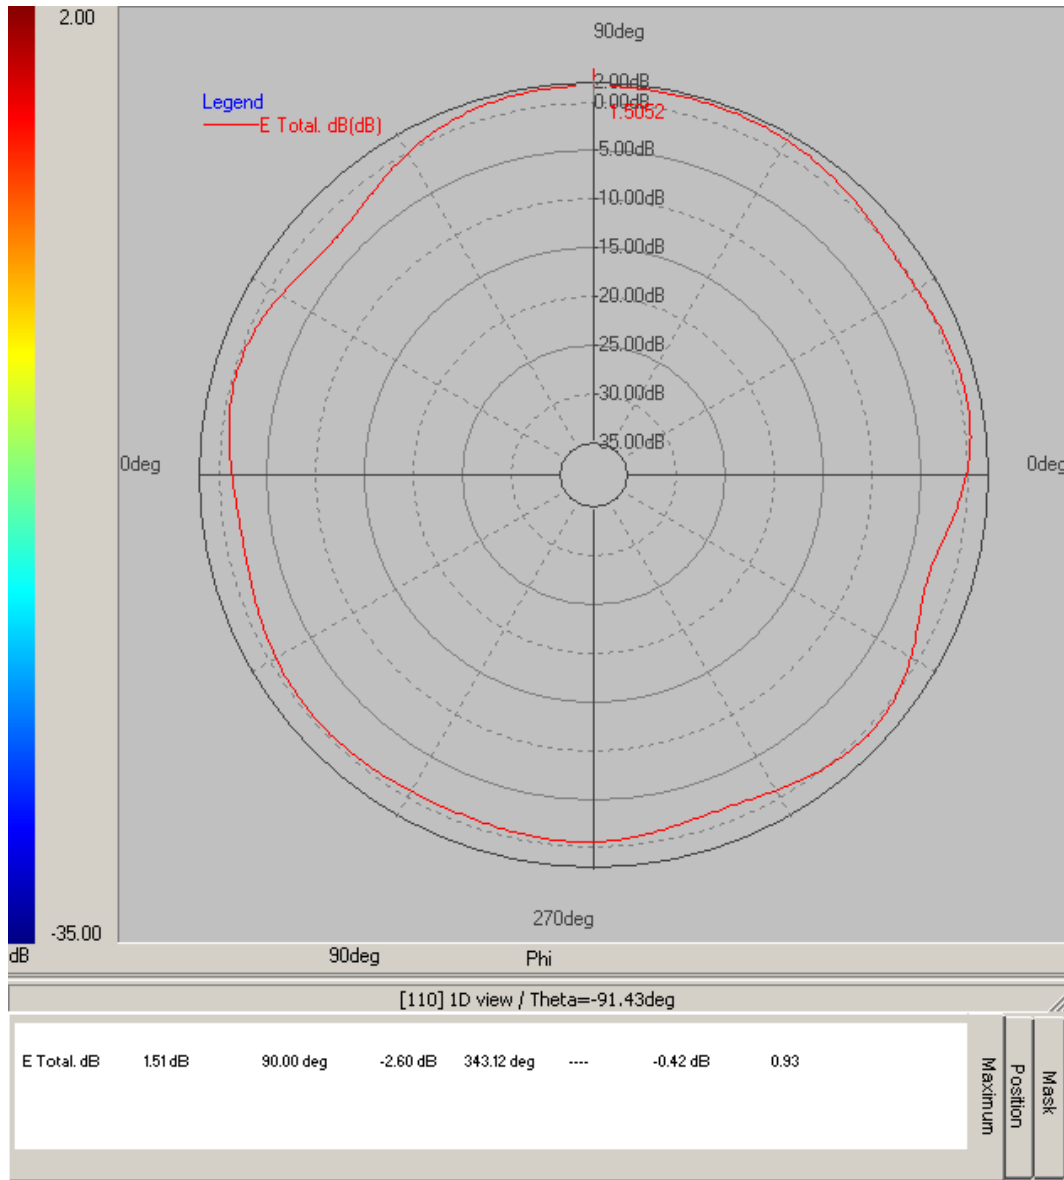 2.00
90deg
2.00dB
Legend
0.00dB
1.5052
E Total. dB(dB)
-5.00dB
-10.00dB
-15.00dB
-20.00dB
-25.00dB
-30.00dB
-35.00dB
0deg
0deg
270deg
-35.00
dB
90deg
Phi
[110] 1D view / Theta=-91.43deg
E Total. dB 1.51 dB 90.00 deg -2.60 dB 343.12 deg ---- -0.42 dB 0.93
Maximum
Position
Mask